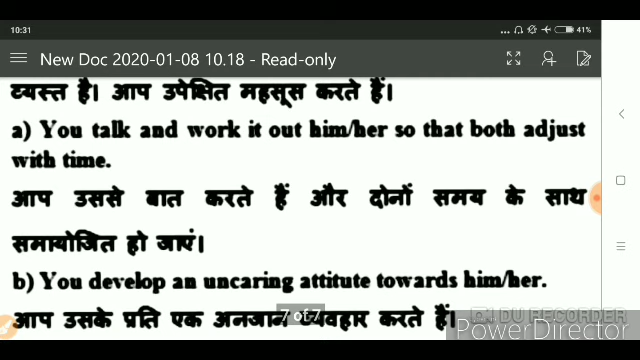 10:31
... 41%
New Doc 2020-01-08 10.18 - Read-only
व्यस्त है। आप उपेक्षित महसूस करते हैं।
a) You talk and work it out him/her so that both adjust
with time.
आप उससे बात करते हैं और दोनों समय के साथ
समायोजित हो जाएं।
b) You develop an uncaring attitute towards him/her.
आप उसके प्रति एक अनजान व्यवहार करते हैं।
7 of 7
DU RECORDER
PowerDirector